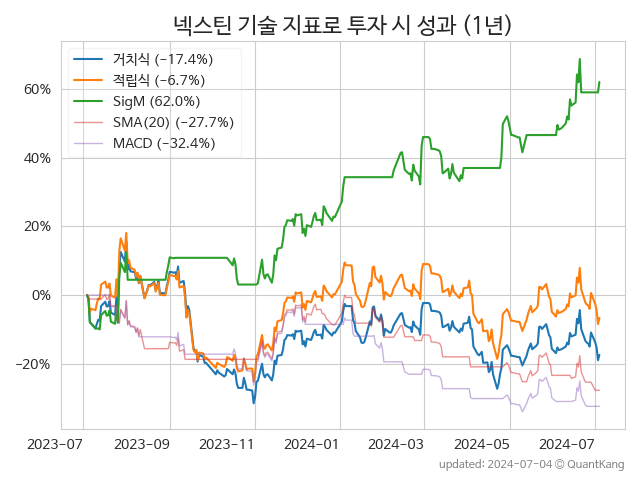 넥스틴 기술 지표로 투자 시 성과 (1년)
거치식 (−17.4%)
적립식 (−6.7%)
SigM (62.0%)
SMA(20) (−27.7%)
MACD (−32.4%)
60%
40%
20%
0%
−20%
2023-07 2023-09 2023-11 2024-01 2024-03 2024-05 2024-07
updated: 2024-07-04 © QuantKang